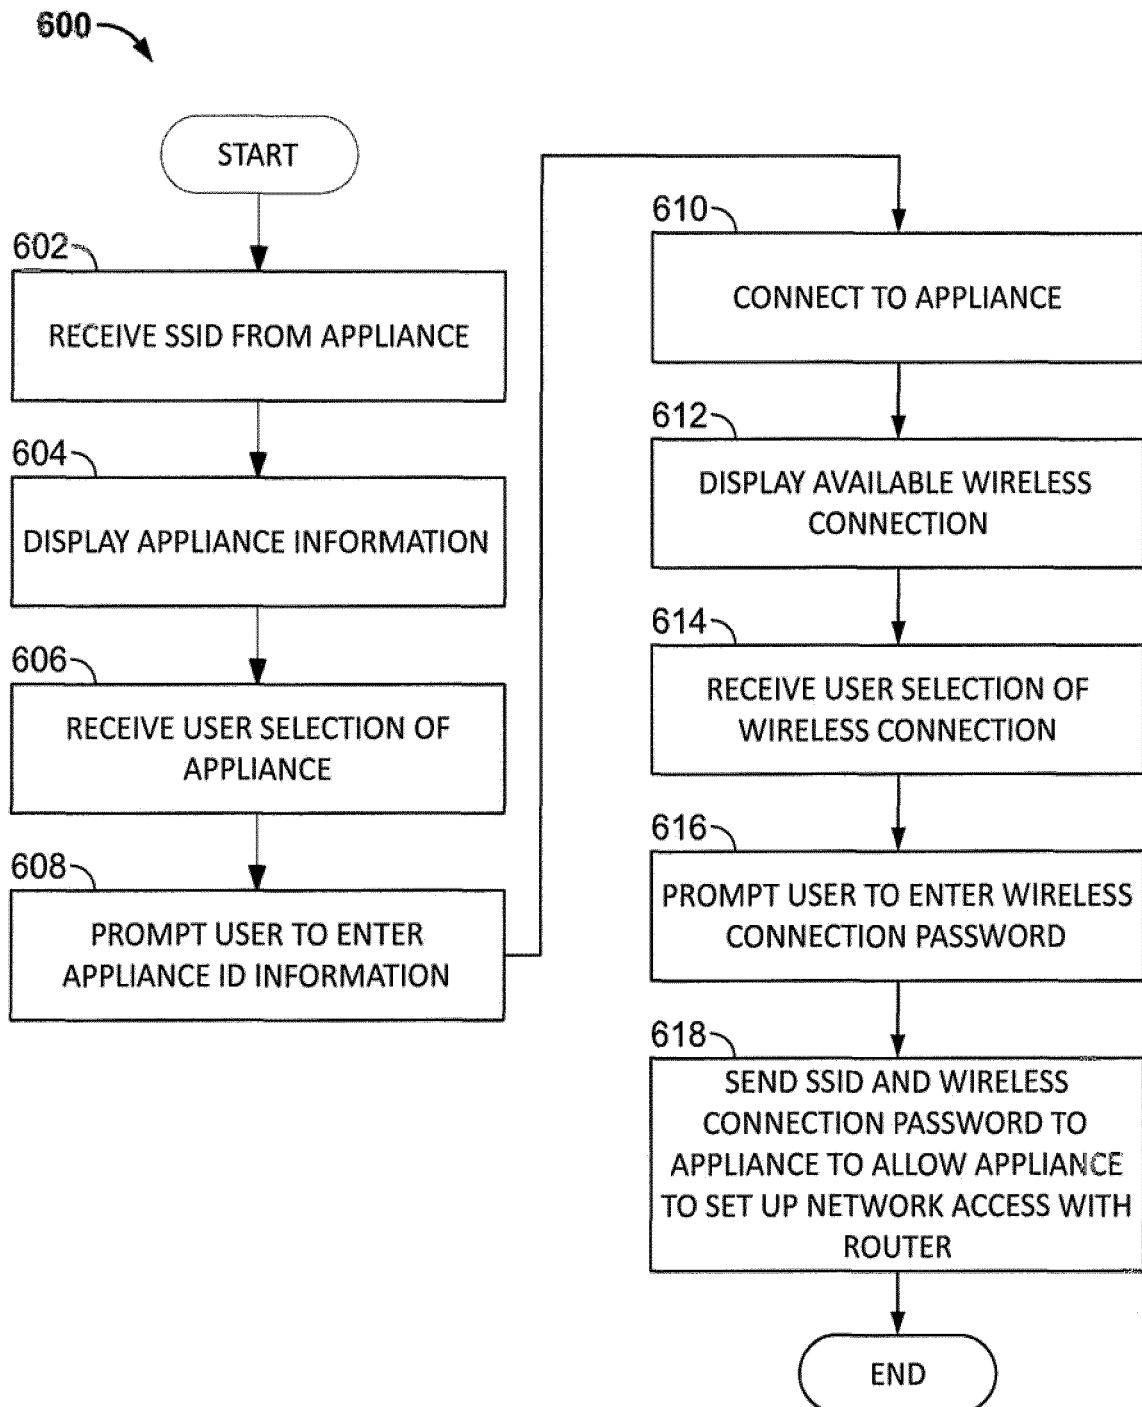 600
START
602
RECEIVE SSID FROM APPLIANCE
604
DISPLAY APPLIANCE INFORMATION
606
RECEIVE USER SELECTION OF
APPLIANCE
608
PROMPT USER TO ENTER
APPLIANCE ID INFORMATION
610
CONNECT TO APPLIANCE
612
DISPLAY AVAILABLE WIRELESS
CONNECTION
614
RECEIVE USER SELECTION OF
WIRELESS CONNECTION
616
PROMPT USER TO ENTER WIRELESS
CONNECTION PASSWORD
618
SEND SSID AND WIRELESS
CONNECTION PASSWORD TO
APPLIANCE TO ALLOW APPLIANCE
TO SET UP NETWORK ACCESS WITH
ROUTER
END